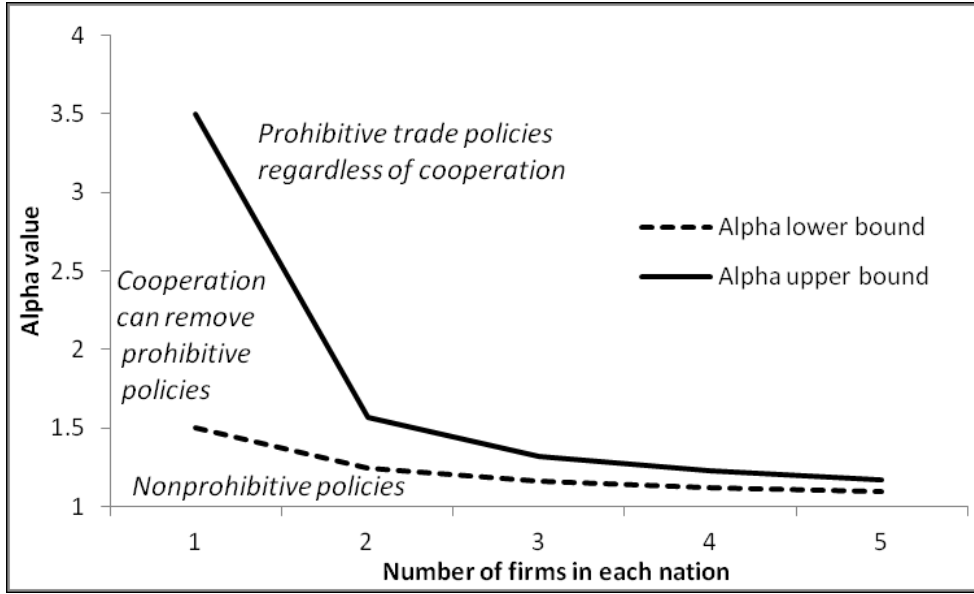 4
3.5
3
2.5
2
1.5
1
Alpha value
Prohibitive trade policies
regardless of cooperation
Alpha lower bound
Alpha upper bound
Cooperation
can remove
prohibitive
policies
Nonprohibitive policies
1 2 3 4 5
Number of firms in each nation